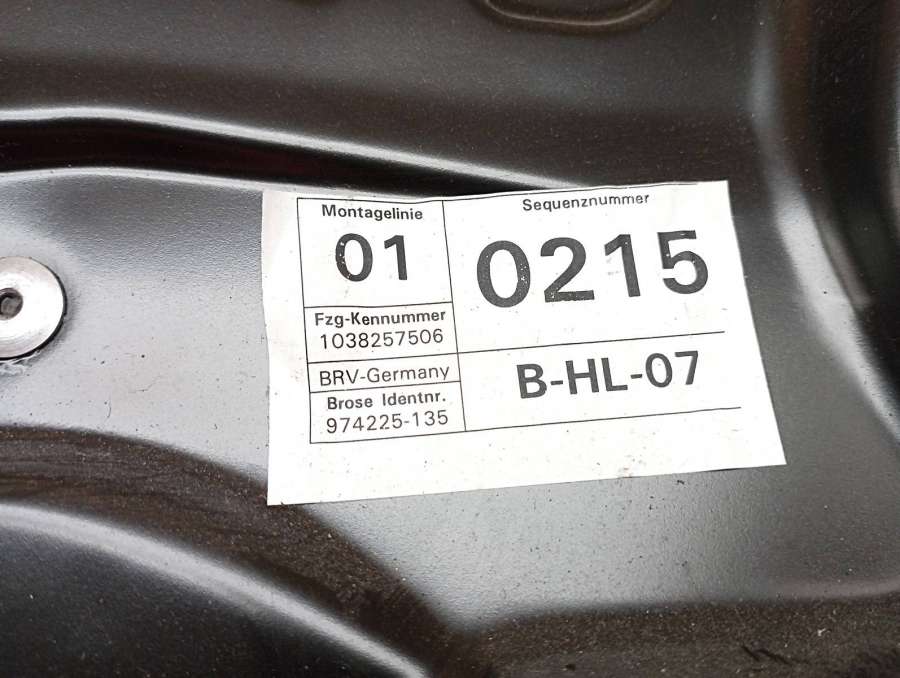 Montagelinie
01
Sequenznummer
0215
Fzg-Kennummer
1038257506
BRV-Germany
Brose Identnr.
974225-135
B-HL-07